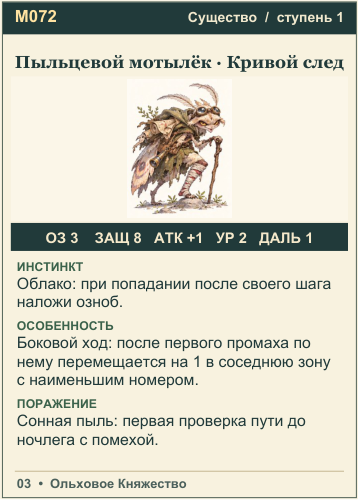 M072
Существо / ступень 1
Пыльцевой мотылёк · Кривой след
ОЗ 3 ЗАЩ 8 АТК +1 УР 2 ДАЛЬ 1
ИНСТИНКТ
Облако: при попадании после своего шага
наложи озноб.
ОСОБЕННОСТЬ
Боковой ход: после первого промаха по
нему перемещается на 1 в соседнюю зону
с наименьшим номером.
ПОРАЖЕНИЕ
Сонная пыль: первая проверка пути до
ночлега с помехой.
03 • Ольховое Княжество